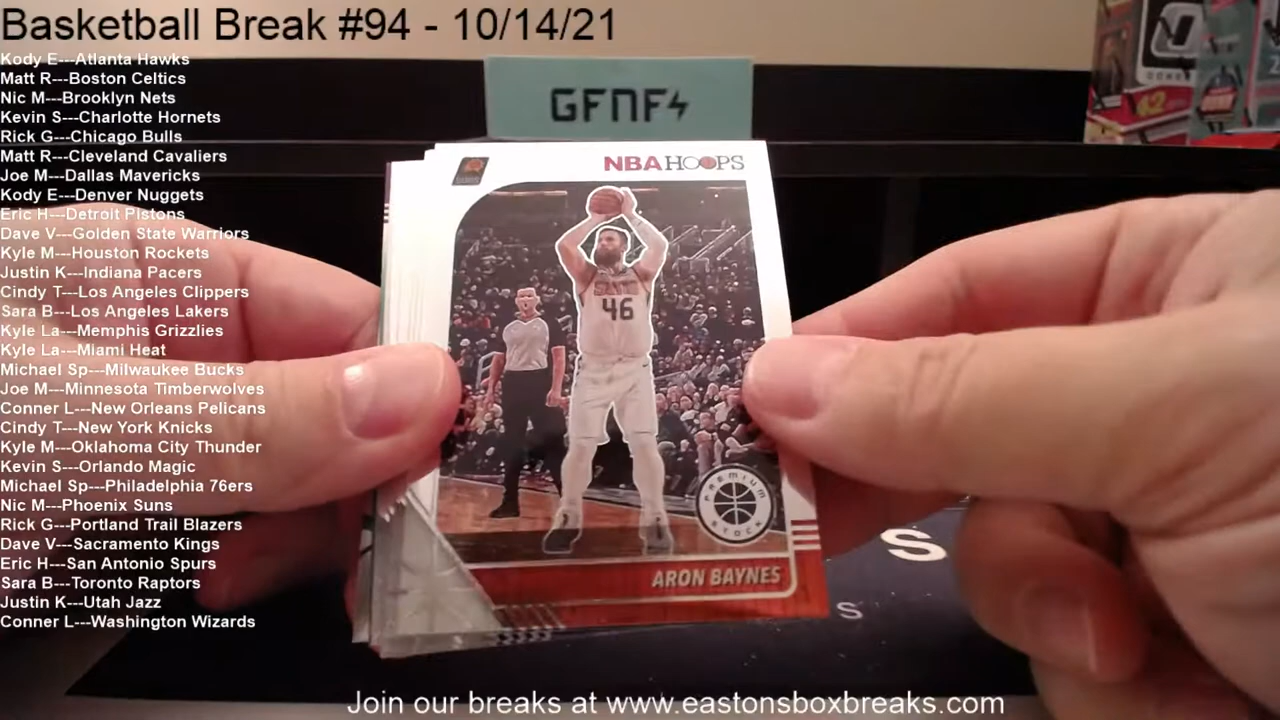 Basketball Break #94 - 10/14/21
Kody E---Atlanta Hawks
Matt R---Boston Celtics
Nic M---Brooklyn Nets
Kevin S---Charlotte Hornets
Rick G---Chicago Bulls
Matt R---Cleveland Cavaliers
Joe M---Dallas Mavericks
Kody E---Denver Nuggets
Eric H---Detroit Pistons
Dave V---Golden State Warriors
Kyle M---Houston Rockets
Justin K---Indiana Pacers
Cindy T---Los Angeles Clippers
Sara B---Los Angeles Lakers
Kyle La---Memphis Grizzlies
Kyle La---Miami Heat
Michael Sp---Milwaukee Bucks
Joe M---Minnesota Timberwolves
Conner L---New Orleans Pelicans
Cindy T---New York Knicks
Kyle M---Oklahoma City Thunder
Kevin S---Orlando Magic
Michael Sp---Philadelphia 76ers
Nic M---Phoenix Suns
Rick G---Portland Trail Blazers
Dave V---Sacramento Kings
Eric H---San Antonio Spurs
Sara B---Toronto Raptors
Justin K---Utah Jazz
Conner L---Washington Wizards
GFNF
NBA HOOPS
46
PREMIUM STOCK
ARON BAYNES
S
S
Join our breaks at www.eastonsboxbreaks.com